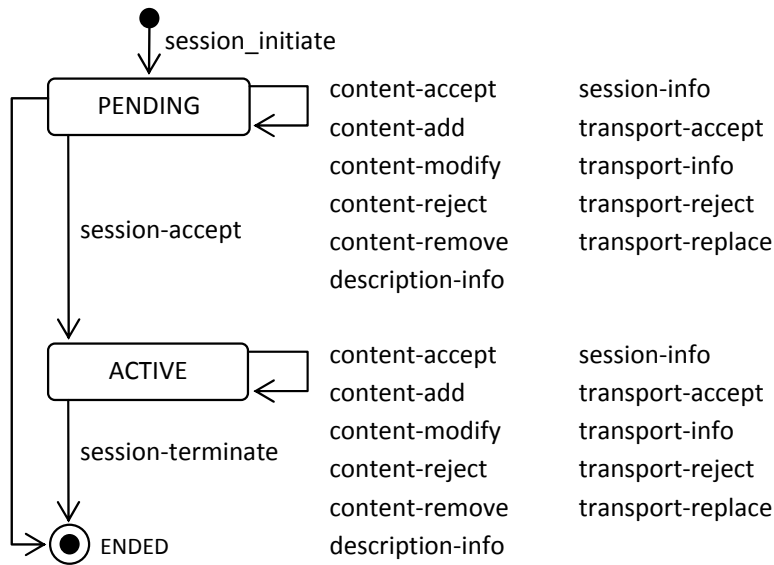 session_initiate
PENDING
content-accept session-info
content-add transport-accept
content-modify transport-info
content-reject transport-reject
content-remove transport-replace
description-info
session-accept
ACTIVE
content-accept session-info
content-add transport-accept
content-modify transport-info
content-reject transport-reject
content-remove transport-replace
description-info
session-terminate
ENDED